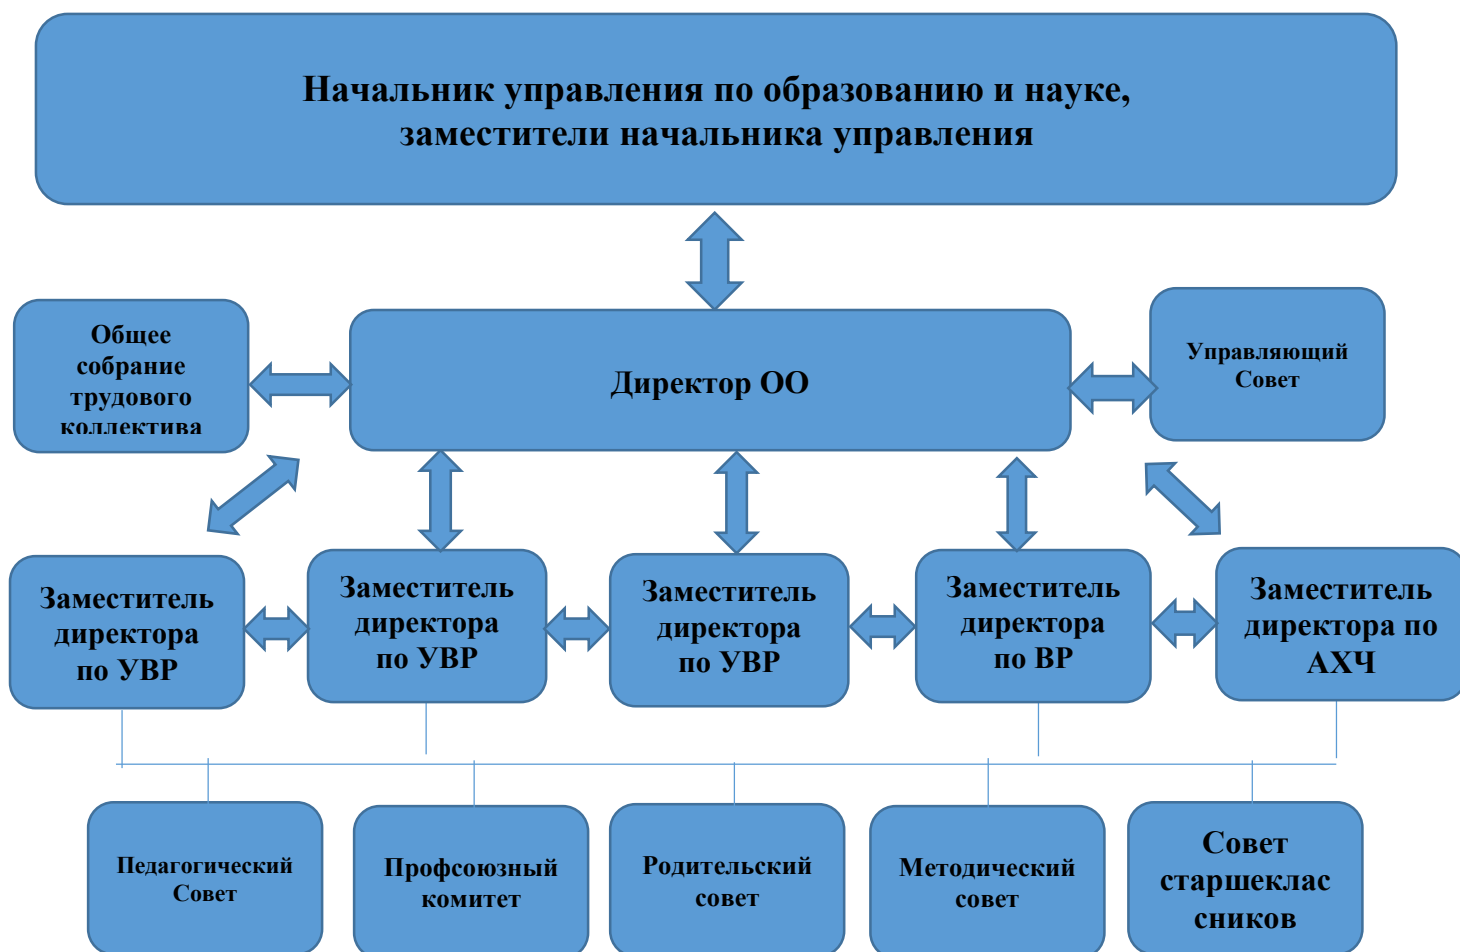 Начальник управления по образованию и науке,
заместители начальника управления
Общее
собрание
трудового
коллектива
Директор ОО
Управляющий
Совет
Заместитель
директора
по УВР
Заместитель
директора
по УВР
Заместитель
директора
по УВР
Заместитель
директора
по ВР
Заместитель
директора по
АХЧ
Педагогический
Совет
Профсоюзный
комитет
Родительский
совет
Методический
совет
Совет
старшеклас
сников